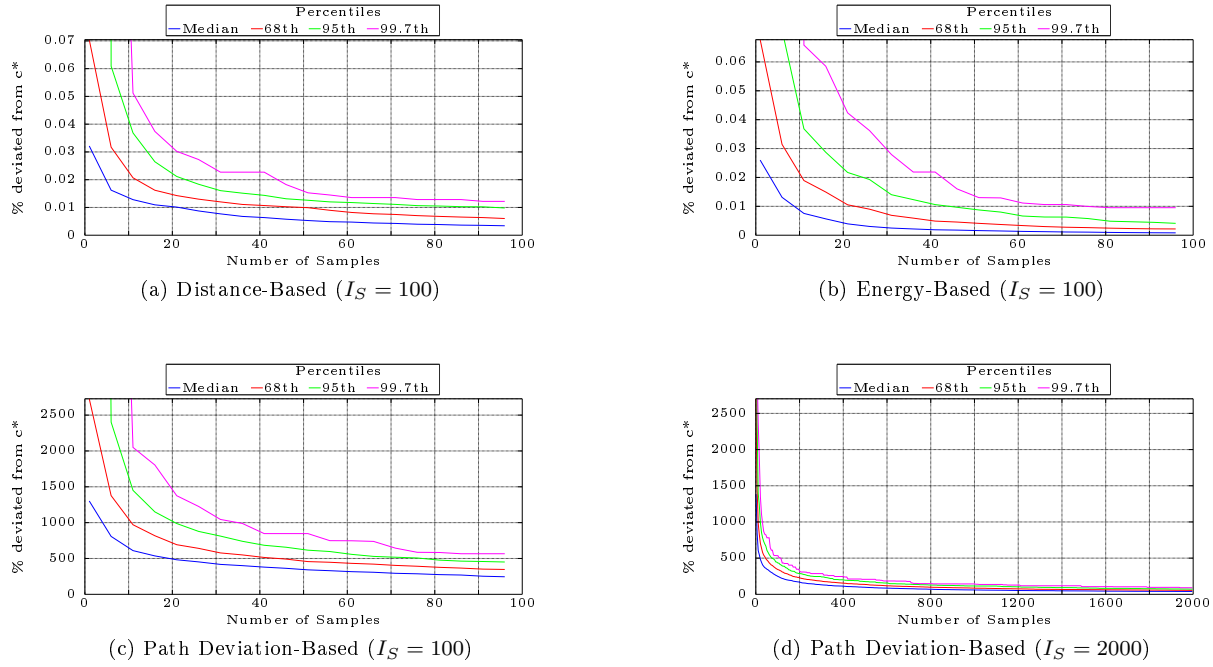 Percentiles
Median 68th 95th 99.7th
% deviated from c*
0.07
0.06
0.05
0.04
0.03
0.02
0.01
0
0 20 40 60 80 100
Number of Samples
(a) Distance-Based (I_S = 100)
Percentiles
Median 68th 95th 99.7th
% deviated from c*
0.06
0.05
0.04
0.03
0.02
0.01
0
0 20 40 60 80 100
Number of Samples
(b) Energy-Based (I_S = 100)
Percentiles
Median 68th 95th 99.7th
% deviated from c*
2500
2000
1500
1000
500
0
0 20 40 60 80 100
Number of Samples
(c) Path Deviation-Based (I_S = 100)
Percentiles
Median 68th 95th 99.7th
% deviated from c*
2500
2000
1500
1000
500
0
0 400 800 1200 1600 2000
Number of Samples
(d) Path Deviation-Based (I_S = 2000)